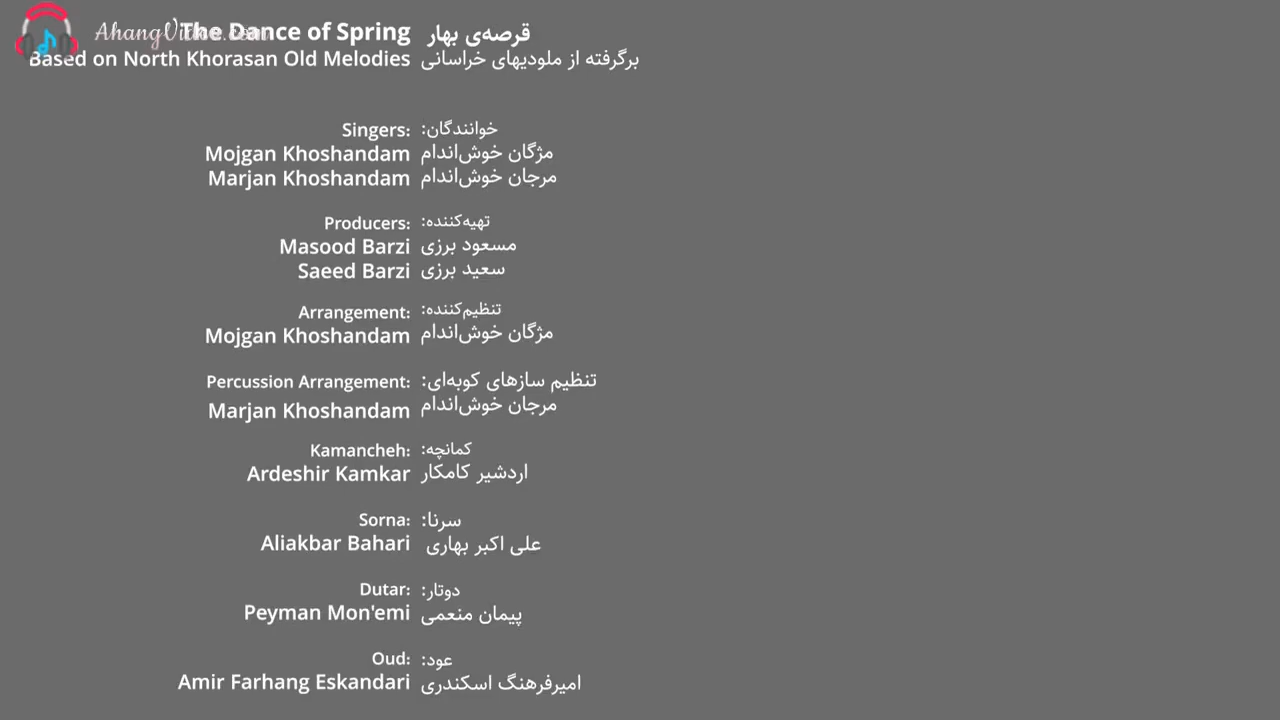 AhangVideo.com
The Dance of Spring قرصه‌ی بهار
Based on North Khorasan Old Melodies برگرفته از ملودیهای خراسانی
Singers: خوانندگان:
Mojgan Khoshandam مژگان خوش‌اندام
Marjan Khoshandam مرجان خوش‌اندام
Producers: تهیه‌کننده:
Masood Barzi مسعود برزی
Saeed Barzi سعید برزی
Arrangement: تنظیم‌کننده:
Mojgan Khoshandam مژگان خوش‌اندام
Percussion Arrangement: تنظیم سازهای کوبه‌ای:
Marjan Khoshandam مرجان خوش‌اندام
Kamancheh: کمانچه:
Ardeshir Kamkar اردشیر کامکار
Sorna: سرنا:
Aliakbar Bahari علی اکبر بهاری
Dutar: دوتار:
Peyman Mon'emi پیمان منعمی
Oud: عود:
Amir Farhang Eskandari امیرفرهنگ اسکندری